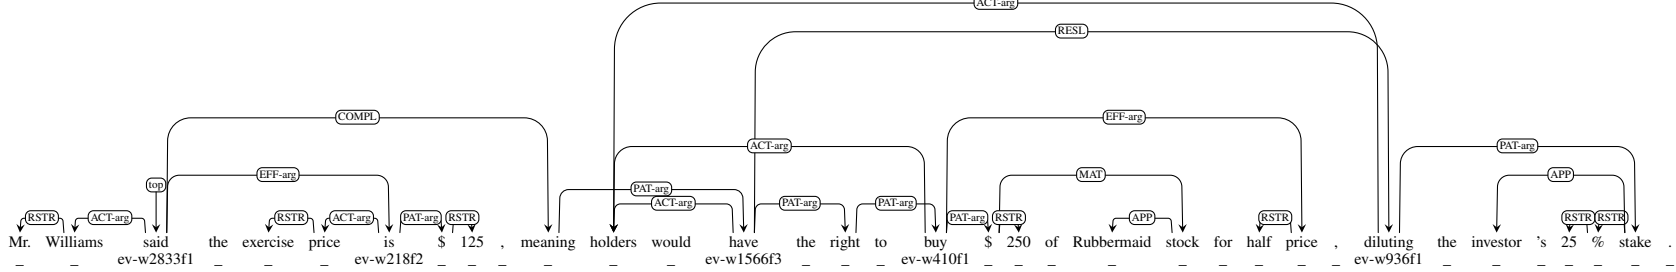 ACT-arg
RESL
COMPL EFF-arg
ACT-arg PAT-arg
top EFF-arg MAT APP
PAT-arg
ACT-arg PAT-arg PAT-arg
RSTR ACT-arg RSTR ACT-arg PAT-arg RSTR PAT-arg RSTR APP RSTR RSTR RSTR
Mr. Williams said the exercise price is $ 125 , meaning holders would have the right to buy $ 250 of Rubbermaid stock for half price , diluting the investor 's 25 % stake .
_ _ ev-w2833f1 _ _ _ ev-w218f2 _ _ _ _ _ _ ev-w1566f3 _ _ _ ev-w410f1 _ _ _ _ _ _ _ _ _ ev-w936f1 _ _ _ _ _ _ _